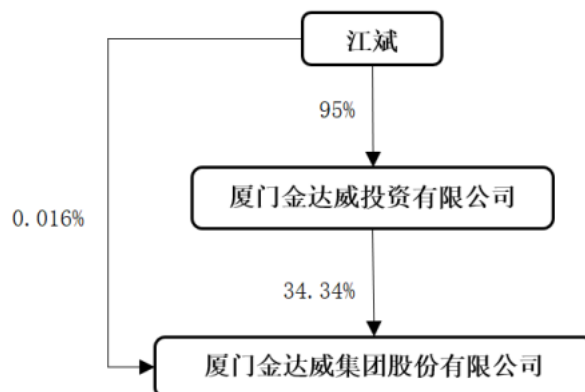 江斌
95%
厦门金达威投资有限公司
0.016%
34.34%
厦门金达威集团股份有限公司